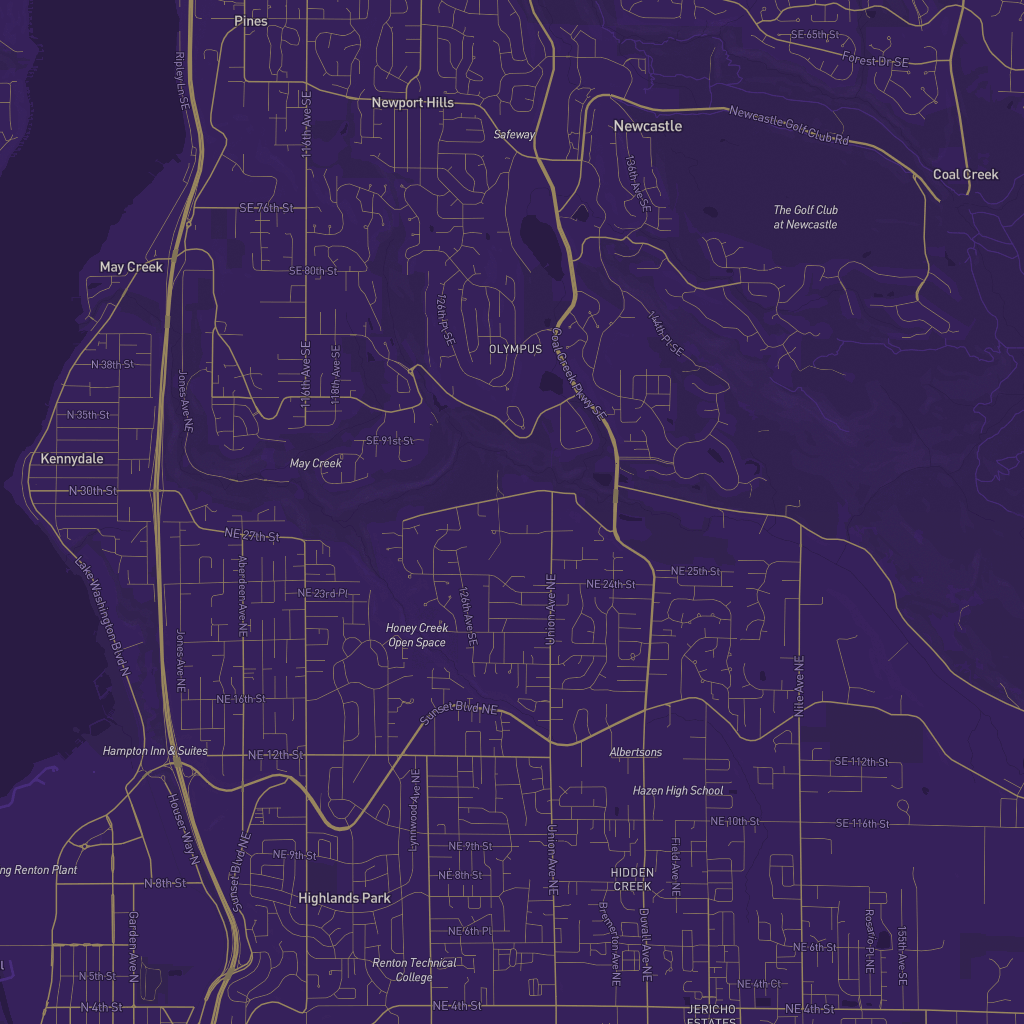 Pines
SE 65th St
Forest Dr SE
Ripley Ln SE
Newport Hills
116th Ave SE
Safeway
Newcastle
Newcastle Golf Club Rd
136th Ave SE
Coal Creek
SE 76th St
The Golf Club
at Newcastle
May Creek
SE 80th St
126th Pl SE
144th Pl SE
OLYMPUS
Coal Creek Pkwy SE
N 38th St
116th Ave SE
118th Ave SE
Jones Ave NE
N 35th St
SE 91st St
Kennydale
May Creek
N 30th St
NE 27th St
Aberdeen Ave NE
NE 25th St
NE 24th St
NE 23rd Pl
126th Ave SE
Union Ave NE
Lake Washington Blvd N
Honey Creek
Open Space
Jones Ave NE
Nile Ave NE
NE 16th St
Sunset Blvd NE
Hampton Inn & Suites
NE 12th St
Albertsons
SE 112th St
Hazen High School
Lynnwood Ave NE
Houser Way N
NE 10th St
SE 116th St
Union Ave NE
Sunset Blvd NE
NE 9th St
NE 9th St
Field Ave NE
ng Renton Plant
N 8th St
NE 8th St
HIDDEN
CREEK
Highlands Park
Garden Ave N
Bremerton Ave NE
Duvall Ave NE
Rosario Pl NE
155th Ave SE
NE 6th Pl
NE 6th St
Renton Technical
College
l
N 5th St
NE 4th Ct
N 4th St
NE 4th St
JERICHO
ESTATES
NE 4th St